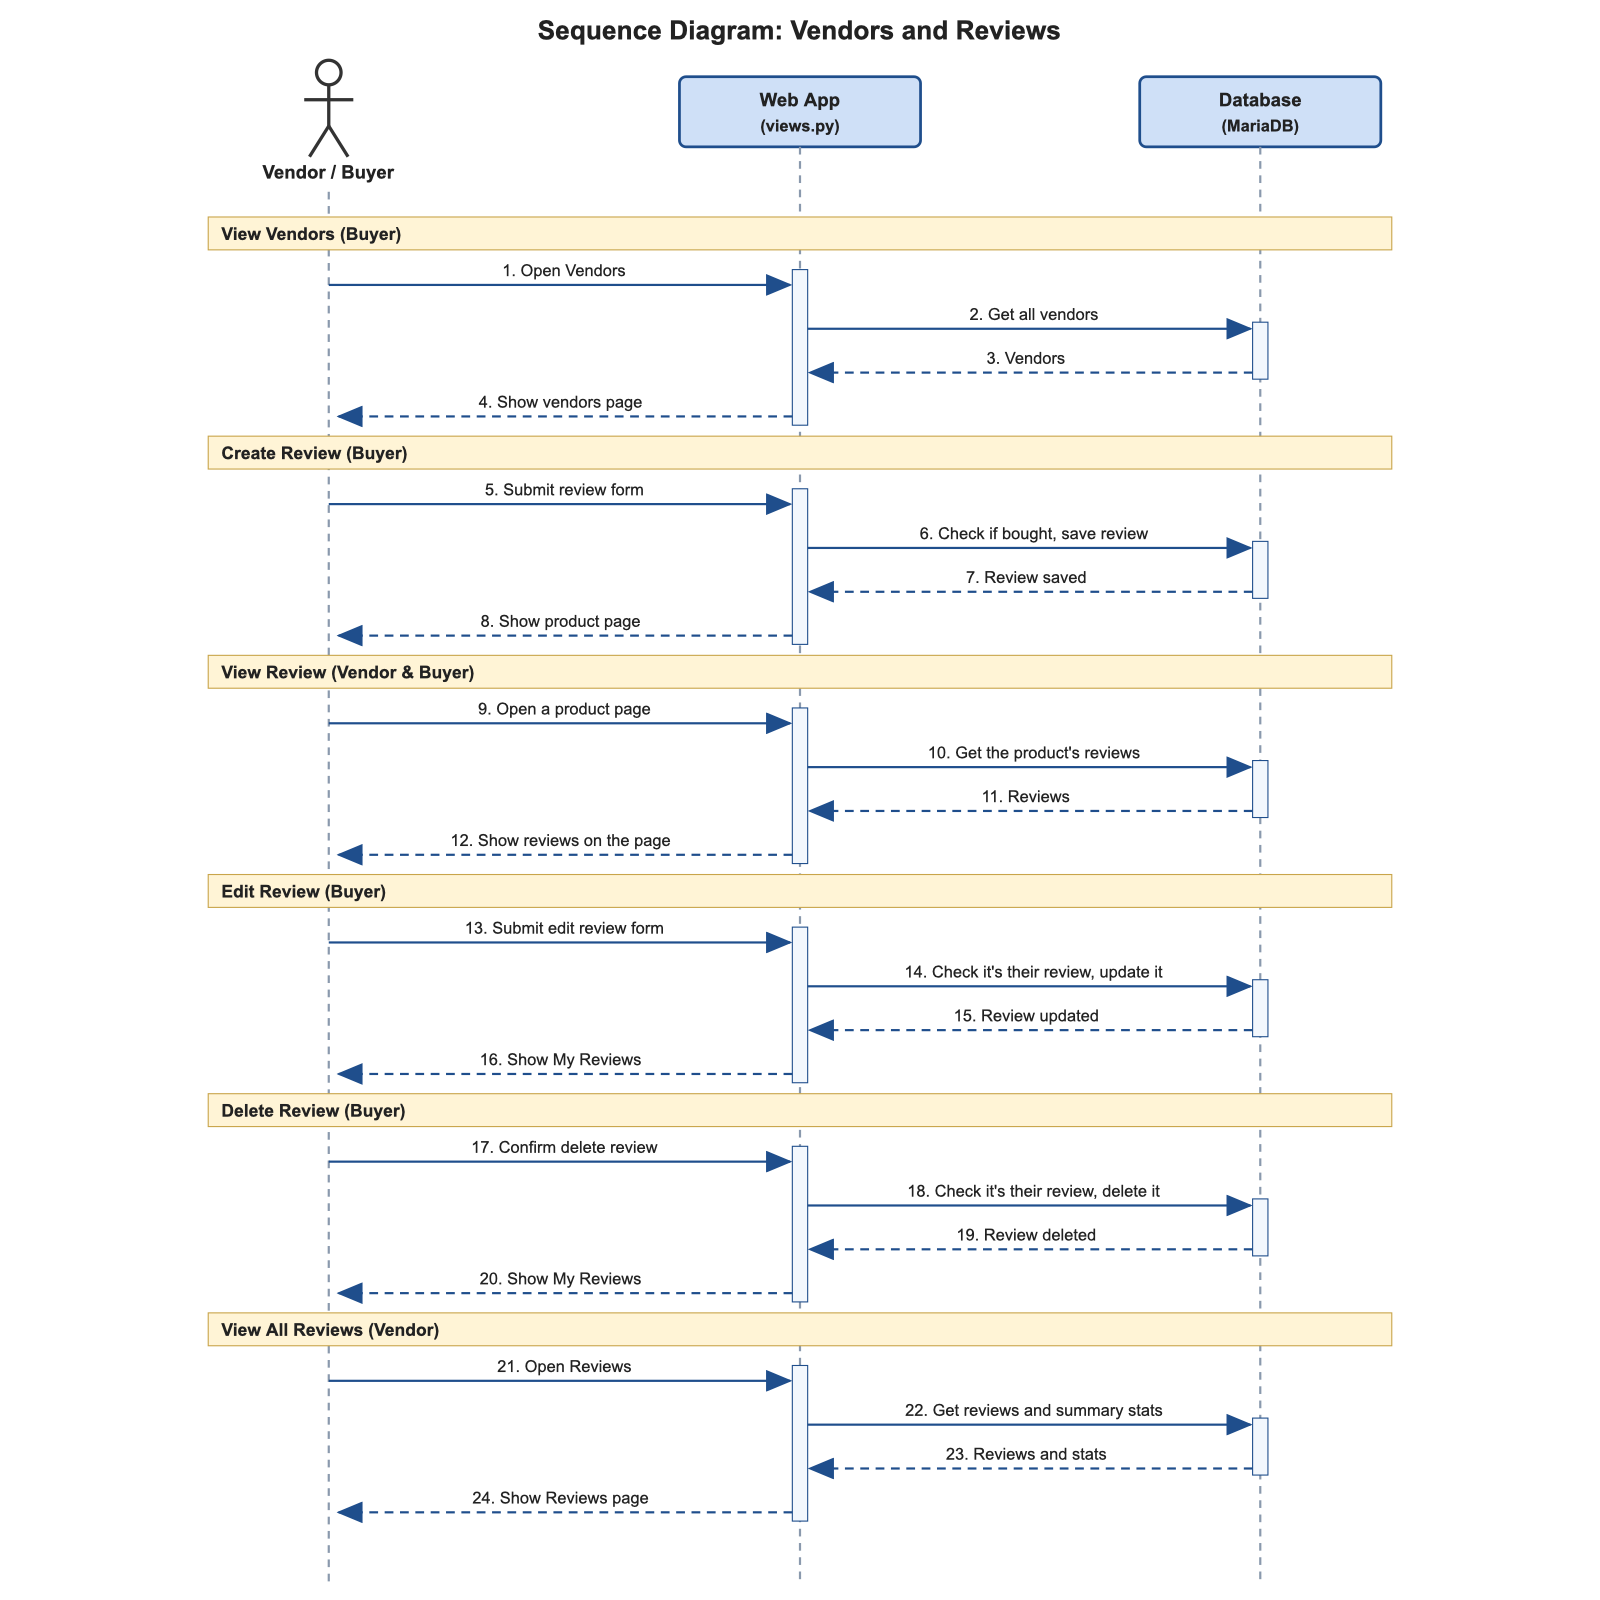 Sequence Diagram: Vendors and Reviews
Vendor / Buyer
Web App
(views.py)
Database
(MariaDB)
View Vendors (Buyer)
1. Open Vendors
2. Get all vendors
3. Vendors
4. Show vendors page
Create Review (Buyer)
5. Submit review form
6. Check if bought, save review
7. Review saved
8. Show product page
View Review (Vendor & Buyer)
9. Open a product page
10. Get the product's reviews
11. Reviews
12. Show reviews on the page
Edit Review (Buyer)
13. Submit edit review form
14. Check it's their review, update it
15. Review updated
16. Show My Reviews
Delete Review (Buyer)
17. Confirm delete review
18. Check it's their review, delete it
19. Review deleted
20. Show My Reviews
View All Reviews (Vendor)
21. Open Reviews
22. Get reviews and summary stats
23. Reviews and stats
24. Show Reviews page